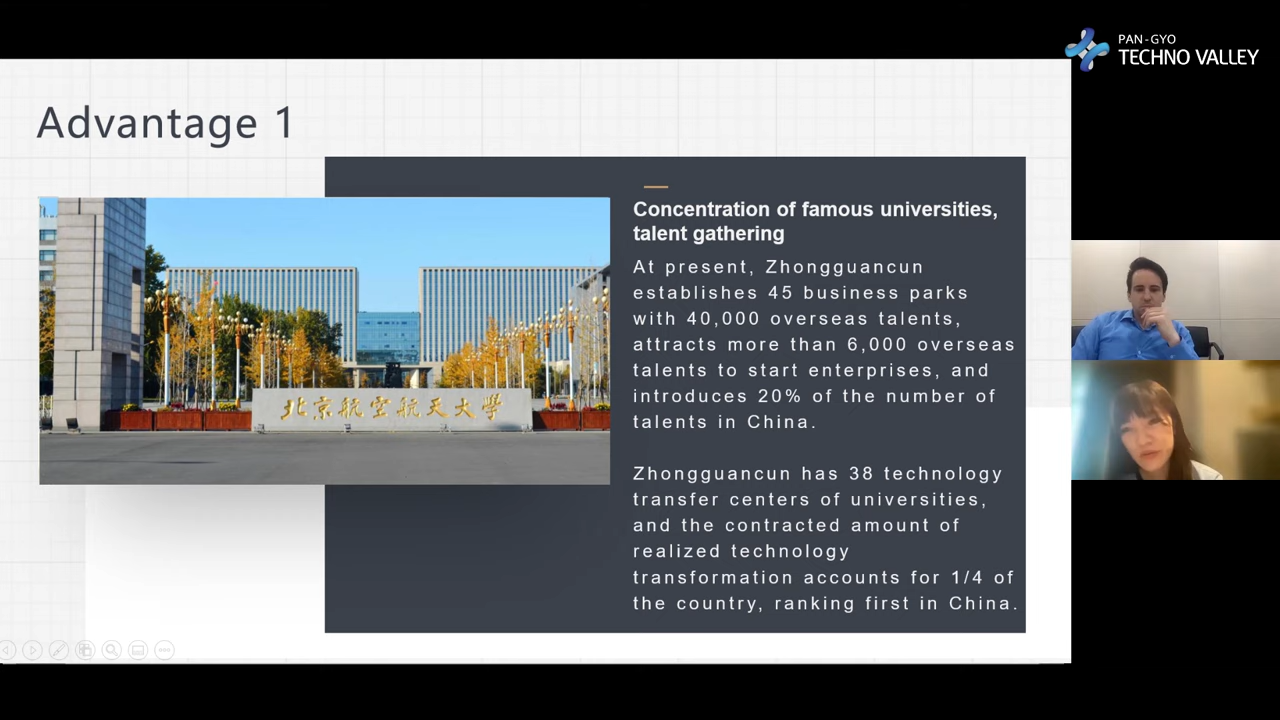 PAN-GYO
TECHNO VALLEY
Advantage 1
北京航空航天大學
Concentration of famous universities,
talent gathering
At present, Zhongguancun
establishes 45 business parks
with 40,000 overseas talents,
attracts more than 6,000 overseas
talents to start enterprises, and
introduces 20% of the number of
talents in China.
Zhongguancun has 38 technology
transfer centers of universities,
and the contracted amount of
realized technology
transformation accounts for 1/4 of
the country, ranking first in China.